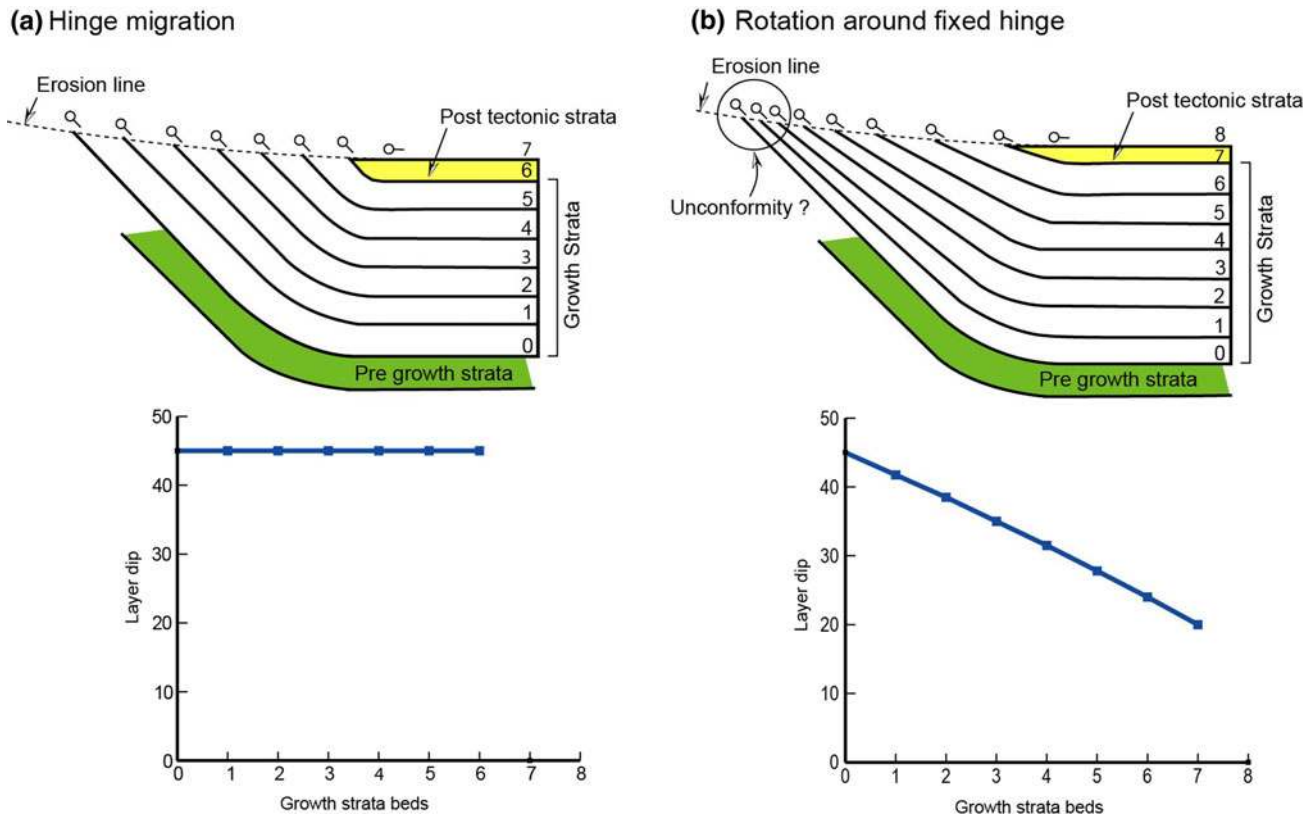 (a) Hinge migration
Erosion line
Post tectonic strata
7
6
5
4
3
2
1
0
Growth Strata
Pre growth strata
50
40
30
20
10
0
Layer dip
0 1 2 3 4 5 6 7 8
Growth strata beds
(b) Rotation around fixed hinge
Erosion line
Post tectonic strata
Unconformity ?
8
7
6
5
4
3
2
1
0
Growth Strata
Pre growth strata
50
40
30
20
10
0
Layer dip
0 1 2 3 4 5 6 7 8
Growth strata beds